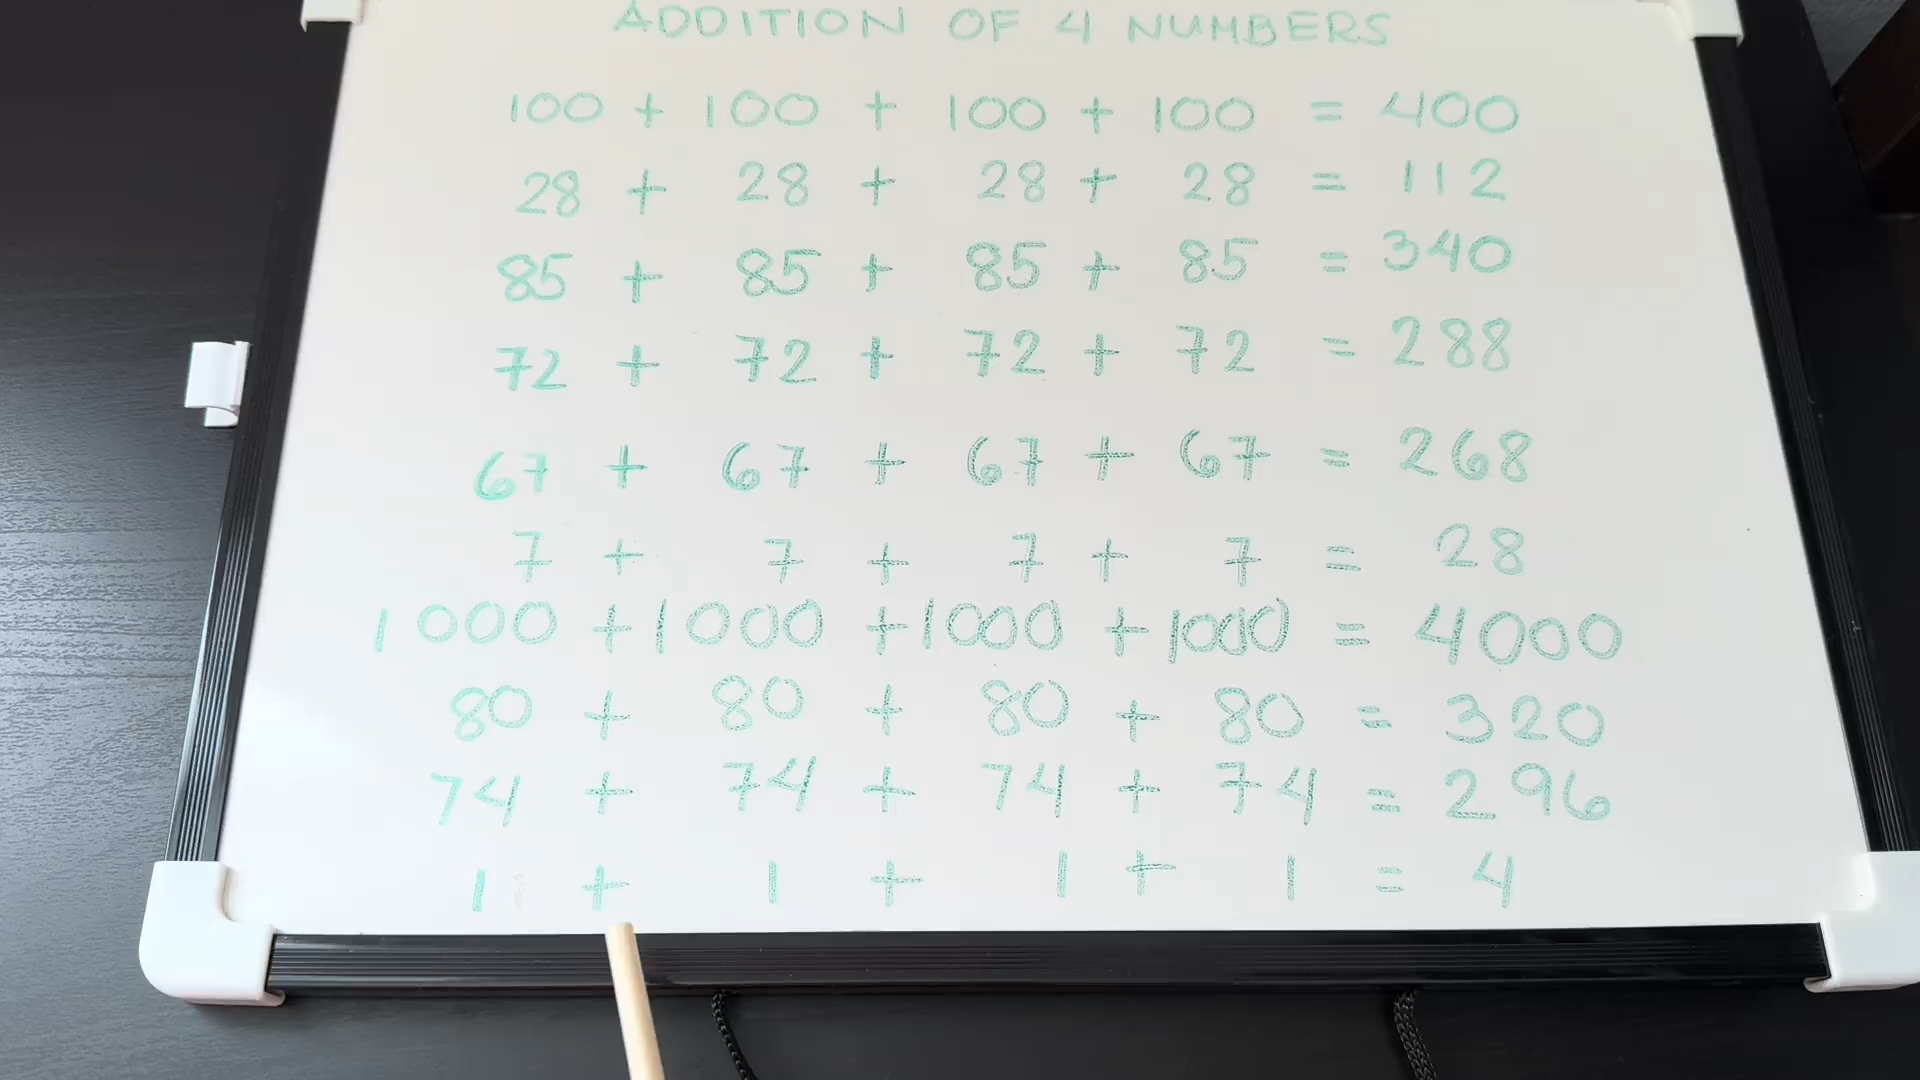 ADDITION OF 4 NUMBERS
100 + 100 + 100 + 100 = 400
28 + 28 + 28 + 28 = 112
85 + 85 + 85 + 85 = 340
72 + 72 + 72 + 72 = 288
67 + 67 + 67 + 67 = 268
7 + 7 + 7 + 7 = 28
1000 + 1000 + 1000 + 1000 = 4000
80 + 80 + 80 + 80 = 320
74 + 74 + 74 + 74 = 296
1 + 1 + 1 + 1 = 4